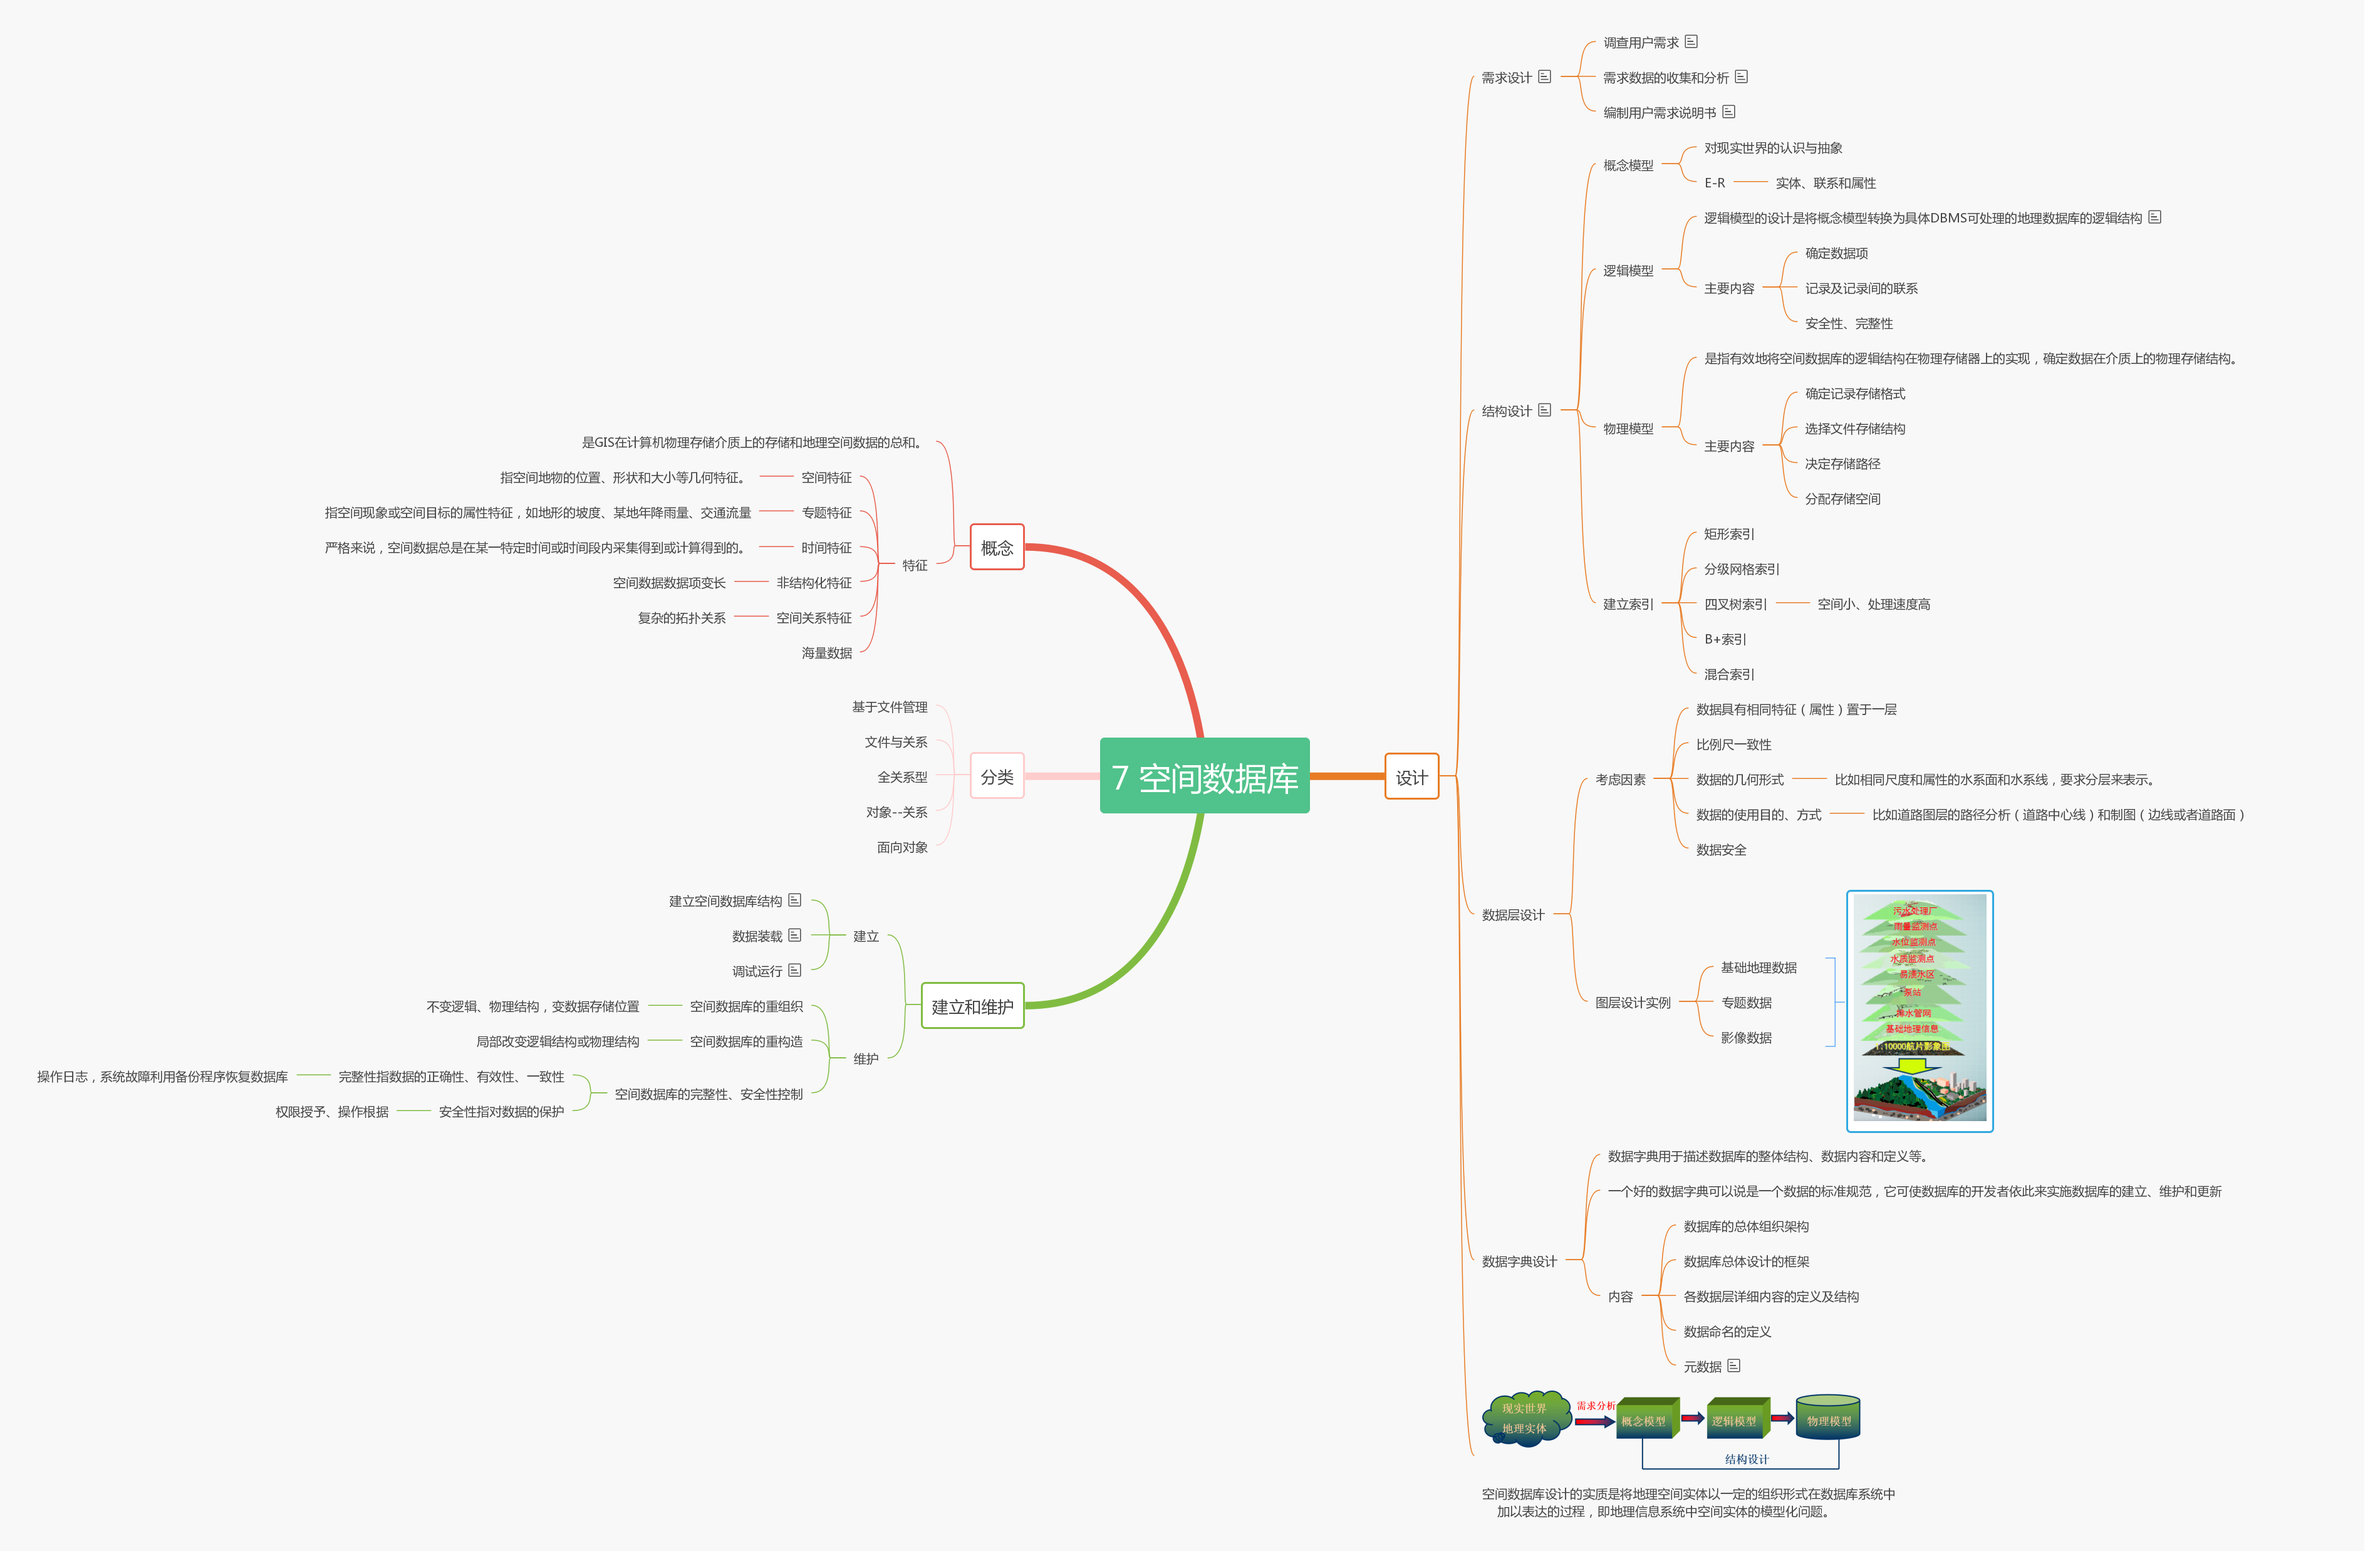 7 空间数据库
概念
是GIS在计算机物理存储介质上的存储和地理空间数据的总和。
特征
空间特征
指空间地物的位置、形状和大小等几何特征。
专题特征
指空间现象或空间目标的属性特征，如地形的坡度、某地年降雨量、交通流量
时间特征
严格来说，空间数据总是在某一特定时间或时间段内采集得到或计算得到的。
非结构化特征
空间数据数据项变长
空间关系特征
复杂的拓扑关系
海量数据
分类
基于文件管理
文件与关系
全关系型
对象--关系
面向对象
建立和维护
建立
建立空间数据库结构
数据装载
调试运行
维护
空间数据库的重组织
不变逻辑、物理结构，变数据存储位置
空间数据库的重构造
局部改变逻辑结构或物理结构
空间数据库的完整性、安全性控制
完整性指数据的正确性、有效性、一致性
操作日志，系统故障利用备份程序恢复数据库
安全性指对数据的保护
权限授予、操作根据
设计
需求设计
调查用户需求
需求数据的收集和分析
编制用户需求说明书
结构设计
概念模型
对现实世界的认识与抽象
E-R
实体、联系和属性
逻辑模型
逻辑模型的设计是将概念模型转换为具体DBMS可处理的地理数据库的逻辑结构
主要内容
确定数据项
记录及记录间的联系
安全性、完整性
物理模型
是指有效地将空间数据库的逻辑结构在物理存储器上的实现，确定数据在介质上的物理存储结构。
主要内容
确定记录存储格式
选择文件存储结构
决定存储路径
分配存储空间
建立索引
矩形索引
分级网格索引
四叉树索引
空间小、处理速度高
B+索引
混合索引
数据层设计
考虑因素
数据具有相同特征（属性）置于一层
比例尺一致性
数据的几何形式
比如相同尺度和属性的水系面和水系线，要求分层来表示。
数据的使用目的、方式
比如道路图层的路径分析（道路中心线）和制图（边线或者道路面）
数据安全
图层设计实例
基础地理数据
专题数据
影像数据
污水处理厂
雨量监测点
水位监测点
水质监测点
易涝水区
泵站
排水管网
基础地理信息
1:10000航片影象图
数据字典设计
数据字典用于描述数据库的整体结构、数据内容和定义等。
一个好的数据字典可以说是一个数据的标准规范，它可使数据库的开发者依此来实施数据库的建立、维护和更新
内容
数据库的总体组织架构
数据库总体设计的框架
各数据层详细内容的定义及结构
数据命名的定义
元数据
现实世界
地理实体
需求分析
概念模型
逻辑模型
物理模型
结构设计
空间数据库设计的实质是将地理空间实体以一定的组织形式在数据库系统中
加以表达的过程，即地理信息系统中空间实体的模型化问题。